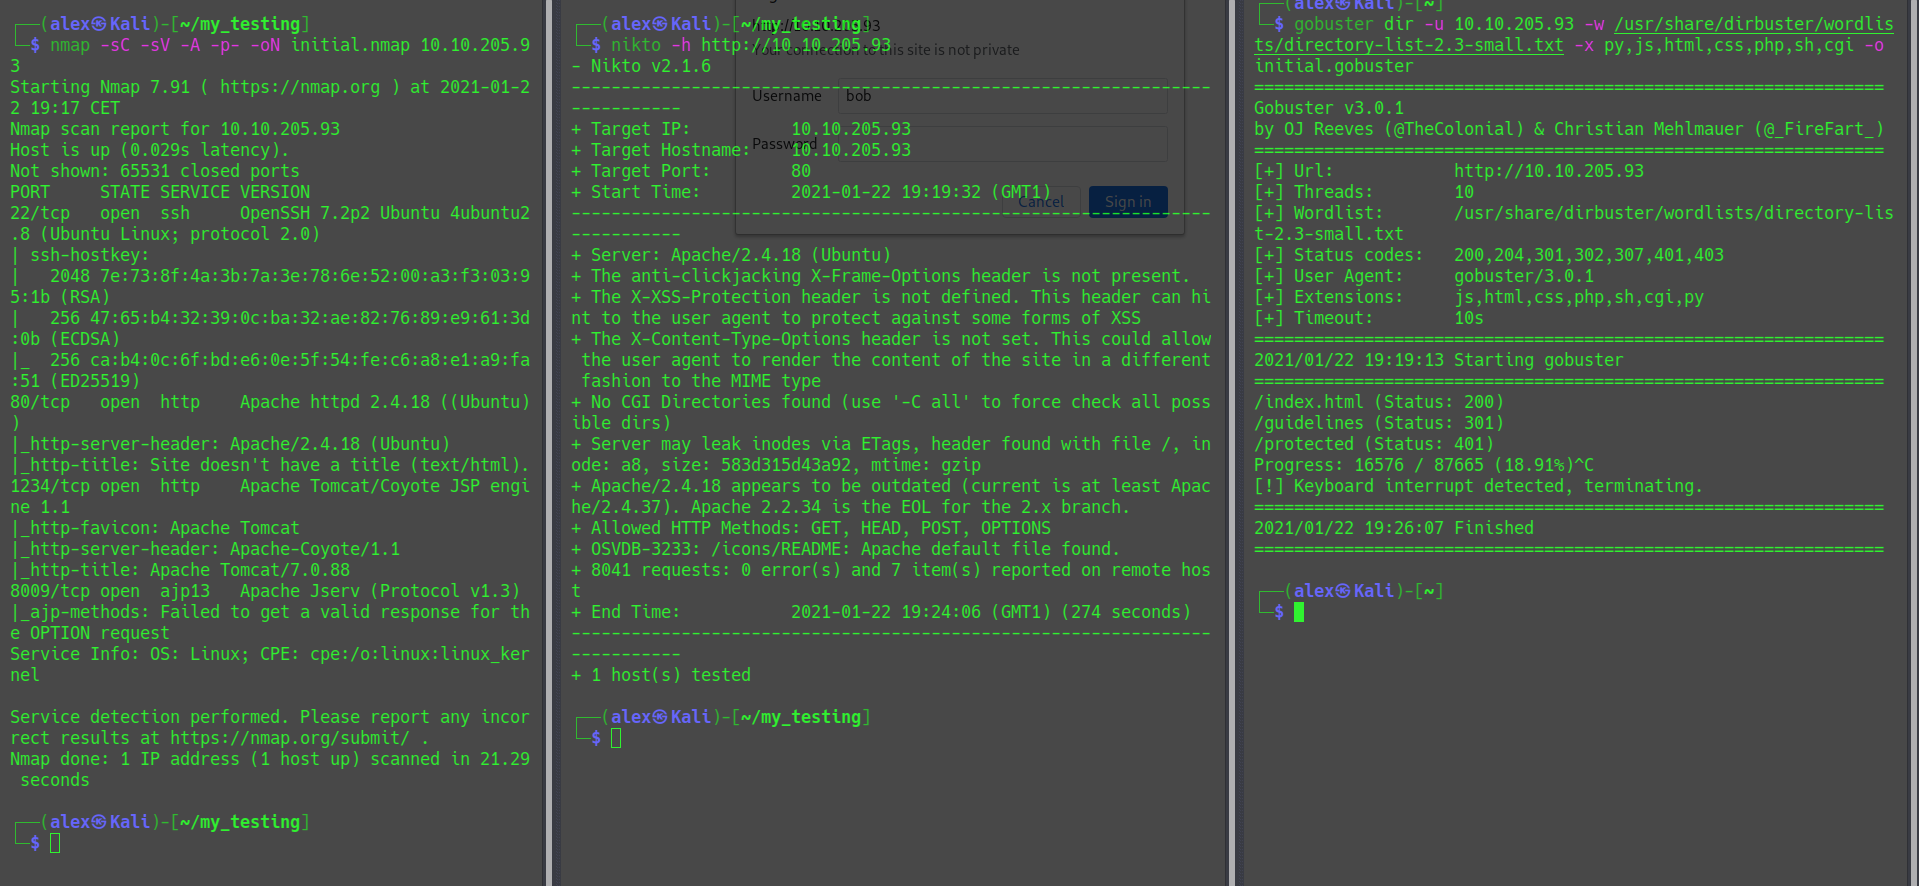 ┌──(alex㉿Kali)-[~/my_testing]
└─$ nmap -sC -sV -A -p- -oN initial.nmap 10.10.205.9
3
Starting Nmap 7.91 ( https://nmap.org ) at 2021-01-2
2 19:17 CET
Nmap scan report for 10.10.205.93
Host is up (0.029s latency).
Not shown: 65531 closed ports
PORT     STATE SERVICE VERSION
22/tcp   open  ssh     OpenSSH 7.2p2 Ubuntu 4ubuntu2
.8 (Ubuntu Linux; protocol 2.0)
| ssh-hostkey:
|   2048 7e:73:8f:4a:3b:7a:3e:78:6e:52:00:a3:f3:03:9
5:1b (RSA)
|   256 47:65:b4:32:39:0c:ba:32:ae:82:76:89:e9:61:3d
:0b (ECDSA)
|_  256 ca:b4:0c:6f:bd:e6:0e:5f:54:fe:c6:a8:e1:a9:fa
:51 (ED25519)
80/tcp   open  http    Apache httpd 2.4.18 ((Ubuntu)
)
|_http-server-header: Apache/2.4.18 (Ubuntu)
|_http-title: Site doesn't have a title (text/html).
1234/tcp open  http    Apache Tomcat/Coyote JSP engi
ne 1.1
|_http-favicon: Apache Tomcat
|_http-server-header: Apache-Coyote/1.1
|_http-title: Apache Tomcat/7.0.88
8009/tcp open  ajp13   Apache Jserv (Protocol v1.3)
|_ajp-methods: Failed to get a valid response for th
e OPTION request
Service Info: OS: Linux; CPE: cpe:/o:linux:linux_ker
nel
Service detection performed. Please report any incor
rect results at https://nmap.org/submit/ .
Nmap done: 1 IP address (1 host up) scanned in 21.29
 seconds
┌──(alex㉿Kali)-[~/my_testing]
└─$
┌──(alex㉿Kali)-[~/my_testing]
└─$ nikto -h http://10.10.205.93
- Nikto v2.1.6
---------------------------------------------------------------
-----------
+ Target IP:          10.10.205.93
+ Target Hostname:    10.10.205.93
+ Target Port:        80
+ Start Time:         2021-01-22 19:19:32 (GMT1)
---------------------------------------------------------------
-----------
+ Server: Apache/2.4.18 (Ubuntu)
+ The anti-clickjacking X-Frame-Options header is not present.
+ The X-XSS-Protection header is not defined. This header can hi
nt to the user agent to protect against some forms of XSS
+ The X-Content-Type-Options header is not set. This could allow
 the user agent to render the content of the site in a different
 fashion to the MIME type
+ No CGI Directories found (use '-C all' to force check all poss
ible dirs)
+ Server may leak inodes via ETags, header found with file /, in
ode: a8, size: 583d315d43a92, mtime: gzip
+ Apache/2.4.18 appears to be outdated (current is at least Apac
he/2.4.37). Apache 2.2.34 is the EOL for the 2.x branch.
+ Allowed HTTP Methods: GET, HEAD, POST, OPTIONS
+ OSVDB-3233: /icons/README: Apache default file found.
+ 8041 requests: 0 error(s) and 7 item(s) reported on remote hos
t
+ End Time:           2021-01-22 19:24:06 (GMT1) (274 seconds)
---------------------------------------------------------------
-----------
+ 1 host(s) tested
┌──(alex㉿Kali)-[~/my_testing]
└─$
Your connection to this site is not private
Username bob
Password
Cancel Sign in
┌──(alex㉿Kali)-[~]
└─$ gobuster dir -u 10.10.205.93 -w /usr/share/dirbuster/wordlis
ts/directory-list-2.3-small.txt -x py,js,html,css,php,sh,cgi -o
initial.gobuster
===============================================================
Gobuster v3.0.1
by OJ Reeves (@TheColonial) & Christian Mehlmauer (@_FireFart_)
===============================================================
[+] Url:            http://10.10.205.93
[+] Threads:        10
[+] Wordlist:       /usr/share/dirbuster/wordlists/directory-lis
t-2.3-small.txt
[+] Status codes:   200,204,301,302,307,401,403
[+] User Agent:     gobuster/3.0.1
[+] Extensions:     js,html,css,php,sh,cgi,py
[+] Timeout:        10s
===============================================================
2021/01/22 19:19:13 Starting gobuster
===============================================================
/index.html (Status: 200)
/guidelines (Status: 301)
/protected (Status: 401)
Progress: 16576 / 87665 (18.91%)^C
[!] Keyboard interrupt detected, terminating.
===============================================================
2021/01/22 19:26:07 Finished
===============================================================
┌──(alex㉿Kali)-[~]
└─$